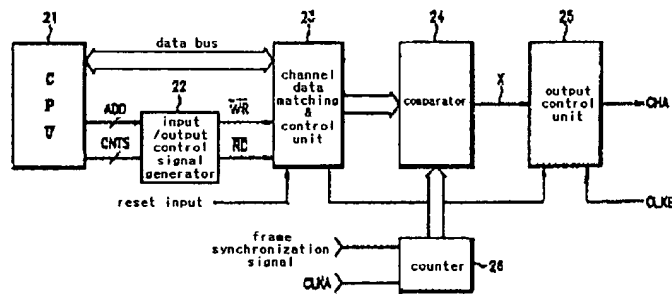 21
23
24
25
data bus
C
P
U
22
ADD
CNTS
input
/output
control
signal
generator
WR
RD
channel
data
matching
&
control
unit
comparator
X
output
control
unit
CHA
CLKB
reset input
frame
synchronization
signal
CLKA
counter
26